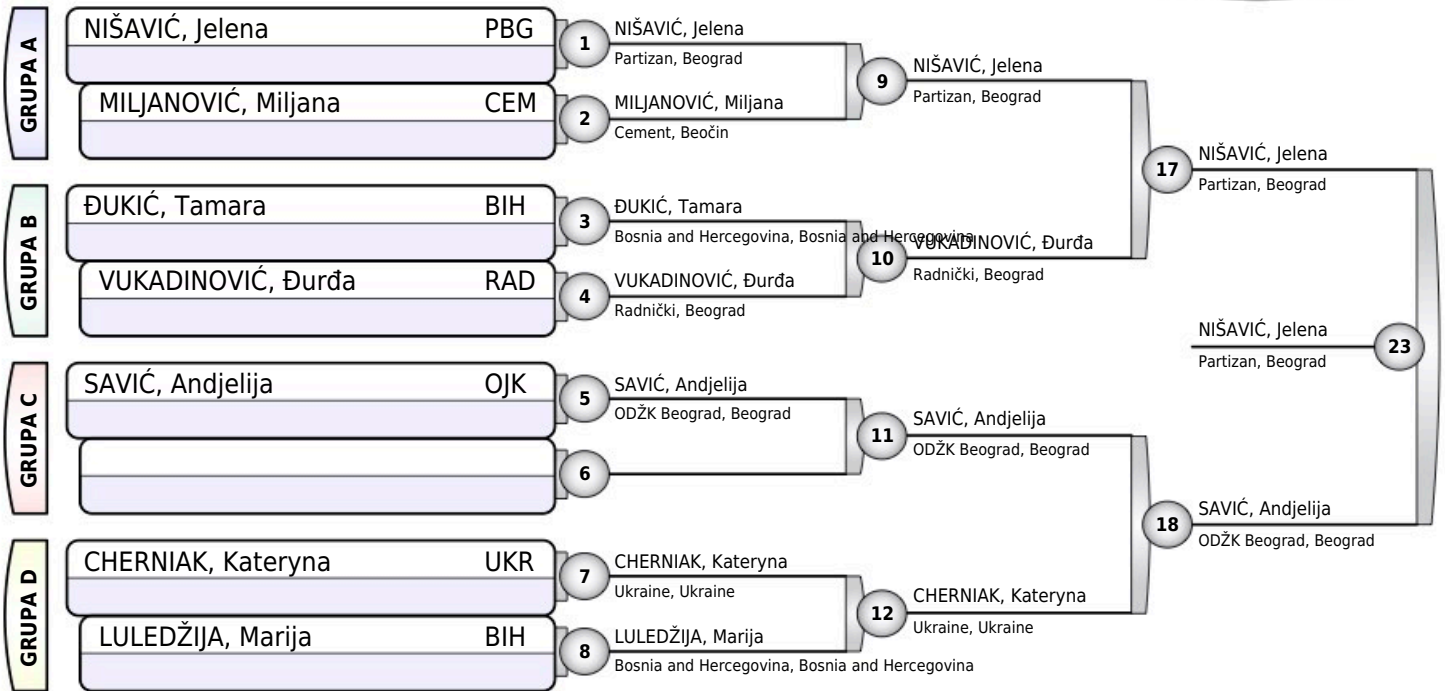 GRUPA A
NIŠAVIĆ, Jelena PBG
MILJANOVIĆ, Miljana CEM
1
NIŠAVIĆ, Jelena
Partizan, Beograd
2
MILJANOVIĆ, Miljana
Cement, Beočin
9
NIŠAVIĆ, Jelena
Partizan, Beograd
GRUPA B
ĐUKIĆ, Tamara BIH
VUKADINOVIĆ, Đurđa RAD
3
ĐUKIĆ, Tamara
Bosnia and Hercegovina, Bosnia and Hercegovina
4
VUKADINOVIĆ, Đurđa
Radnički, Beograd
10
VUKADINOVIĆ, Đurđa
Radnički, Beograd
17
NIŠAVIĆ, Jelena
Partizan, Beograd
NIŠAVIĆ, Jelena
Partizan, Beograd
23
GRUPA C
SAVIĆ, Andjelija OJK
5
SAVIĆ, Andjelija
ODŽK Beograd, Beograd
6
11
SAVIĆ, Andjelija
ODŽK Beograd, Beograd
GRUPA D
CHERNIAK, Kateryna UKR
LULEDŽIJA, Marija BIH
7
CHERNIAK, Kateryna
Ukraine, Ukraine
8
LULEDŽIJA, Marija
Bosnia and Hercegovina, Bosnia and Hercegovina
12
CHERNIAK, Kateryna
Ukraine, Ukraine
18
SAVIĆ, Andjelija
ODŽK Beograd, Beograd